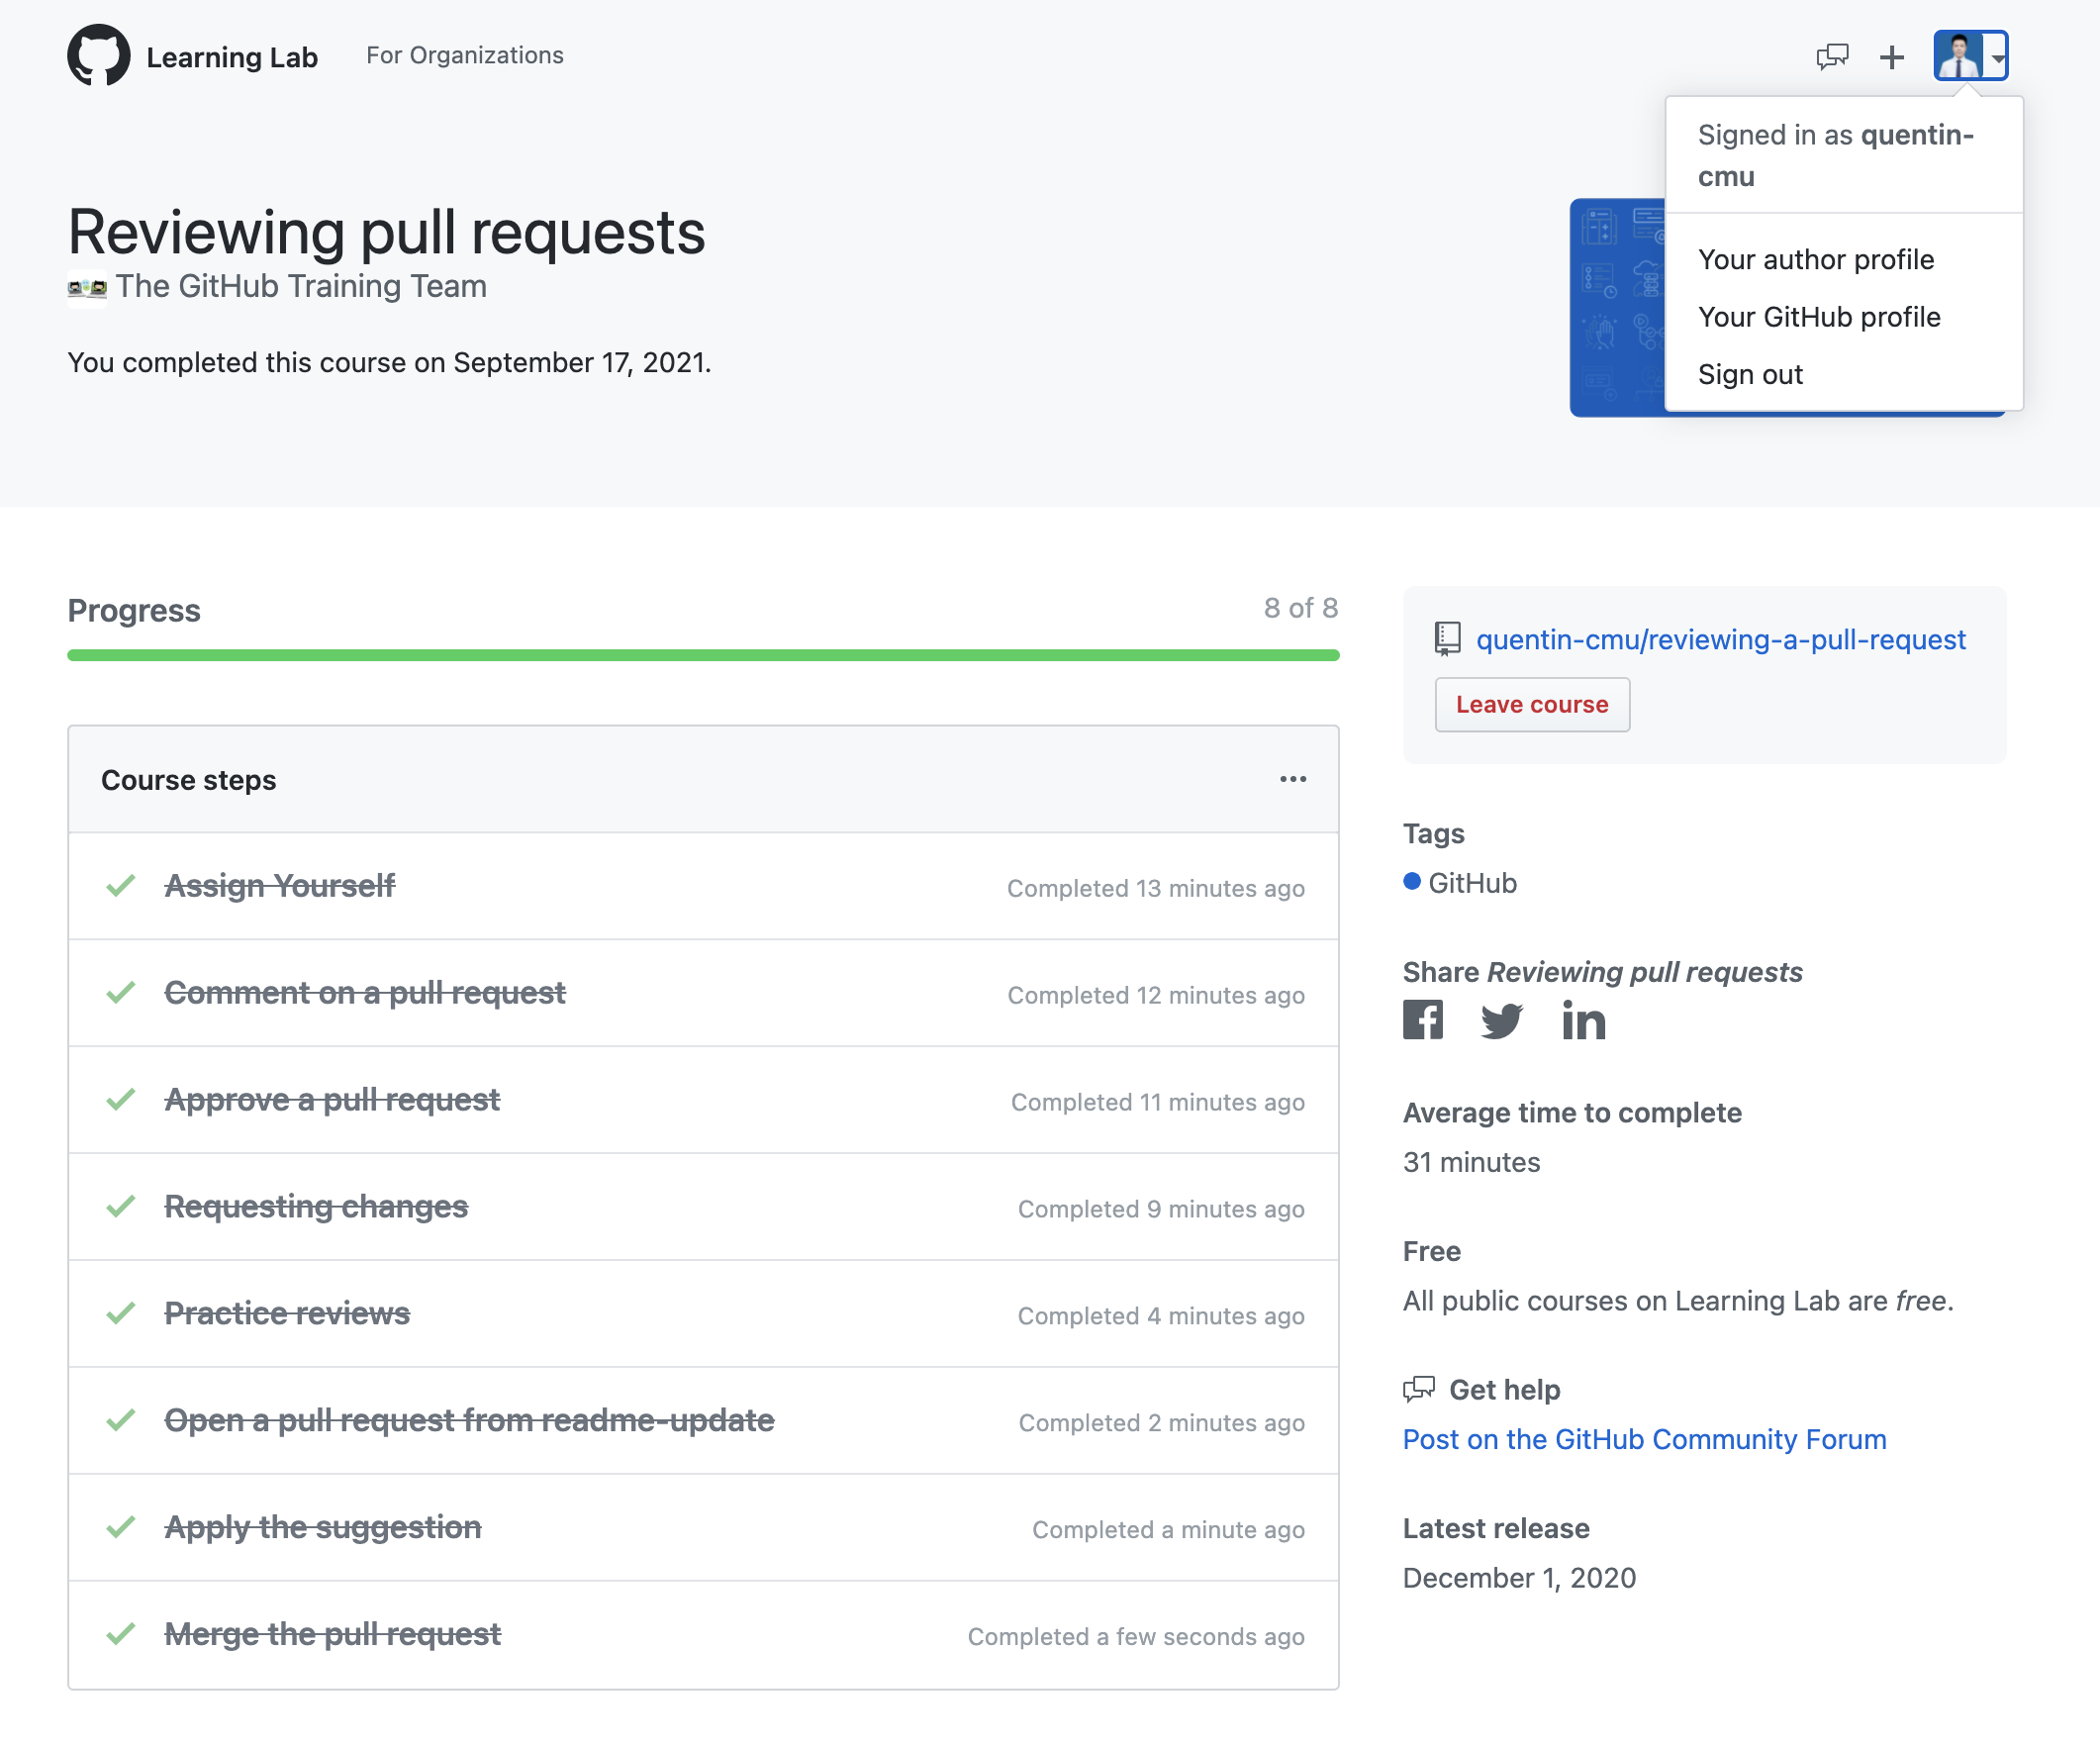 Learning Lab
For Organizations
Signed in as quentin-
cmu
Your author profile
Your GitHub profile
Sign out
Reviewing pull requests
The GitHub Training Team
You completed this course on September 17, 2021.
Progress
8 of 8
Course steps
Assign Yourself
Completed 13 minutes ago
Comment on a pull request
Completed 12 minutes ago
Approve a pull request
Completed 11 minutes ago
Requesting changes
Completed 9 minutes ago
Practice reviews
Completed 4 minutes ago
Open a pull request from readme-update
Completed 2 minutes ago
Apply the suggestion
Completed a minute ago
Merge the pull request
Completed a few seconds ago
quentin-cmu/reviewing-a-pull-request
Leave course
Tags
GitHub
Share Reviewing pull requests
Average time to complete
31 minutes
Free
All public courses on Learning Lab are free.
Get help
Post on the GitHub Community Forum
Latest release
December 1, 2020